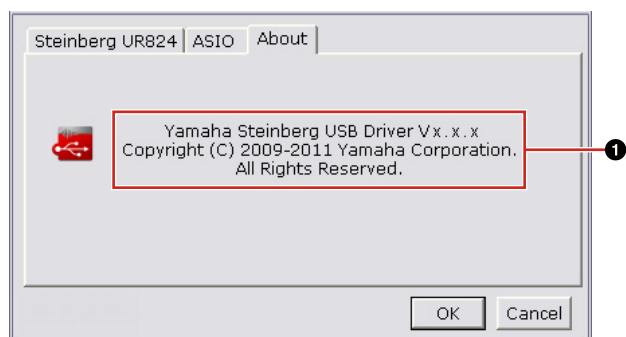 Steinberg UR824 ASIO About
Yamaha Steinberg USB Driver Vx.x.x
Copyright (C) 2009-2011 Yamaha Corporation.
All Rights Reserved.
1
OK Cancel